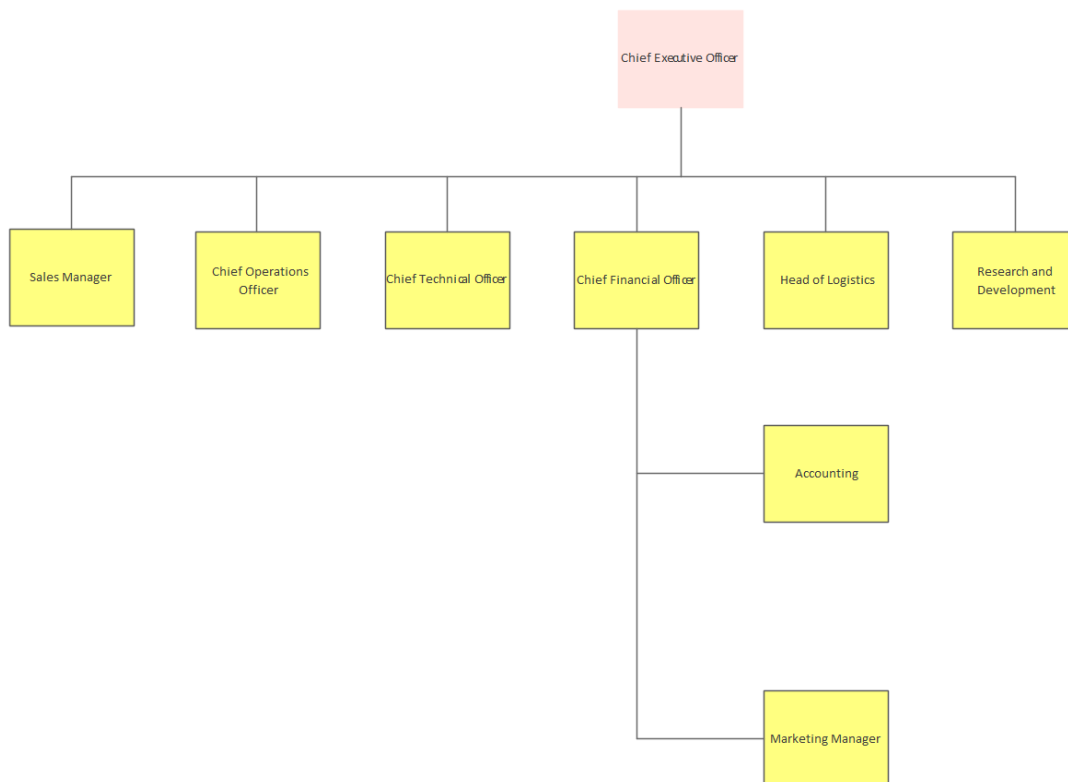 Chief Executive Officer
Sales Manager
Chief Operations
Officer
Chief Technical Officer
Chief Financial Officer
Head of Logistics
Research and
Development
Accounting
Marketing Manager